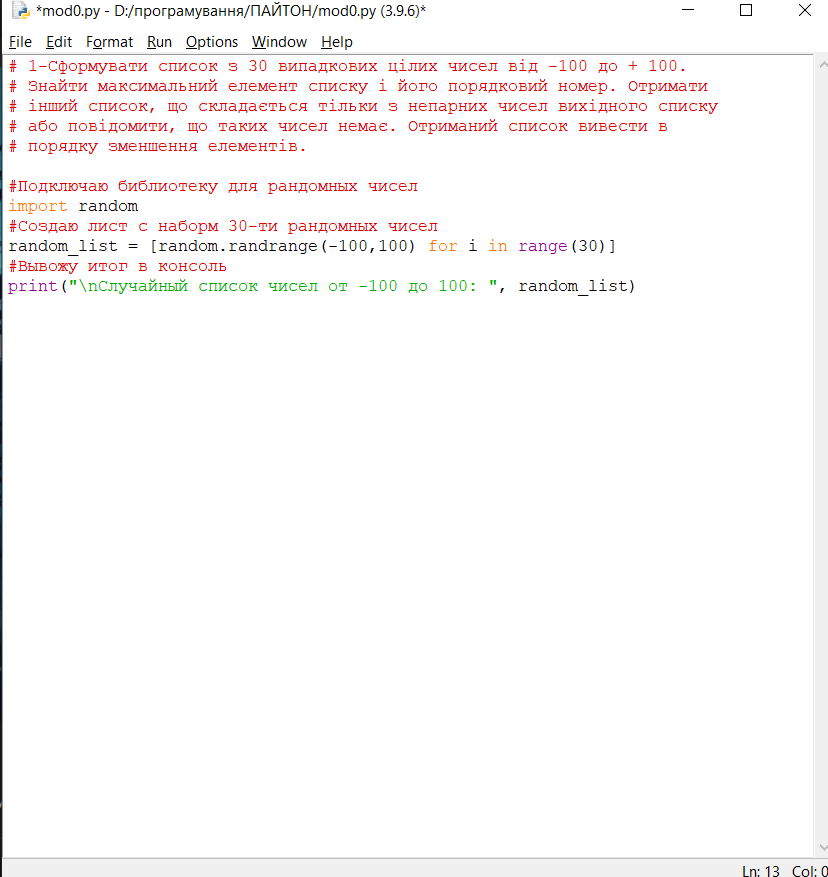 *mod0.py - D:/програмування/ПАЙТОН/mod0.py (3.9.6)*
File Edit Format Run Options Window Help
# 1-Сформувати список з 30 випадкових цілих чисел від -100 до + 100.
# Знайти максимальний елемент списку і його порядковий номер. Отримати
# інший список, що складається тільки з непарних чисел вихідного списку
# або повідомити, що таких чисел немає. Отриманий список вивести в
# порядку зменшення елементів.
#Подключаю библиотеку для рандомных чисел
import random
#Создаю лист с наборм 30-ти рандомных чисел
random_list = [random.randrange(-100,100) for i in range(30)]
#Вывожу итог в консоль
print("\nСлучайный список чисел от -100 до 100: ", random_list)
Ln: 13 Col: 0